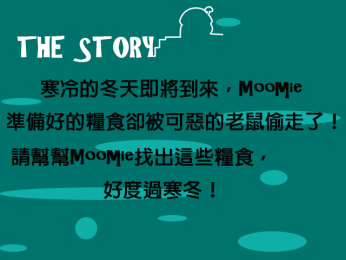 THE STORY
寒冷的冬天即將到來，MooMie
準備好的糧食卻被可惡的老鼠偷走了！
請幫幫MooMie找出這些糧食，
好度過寒冬！